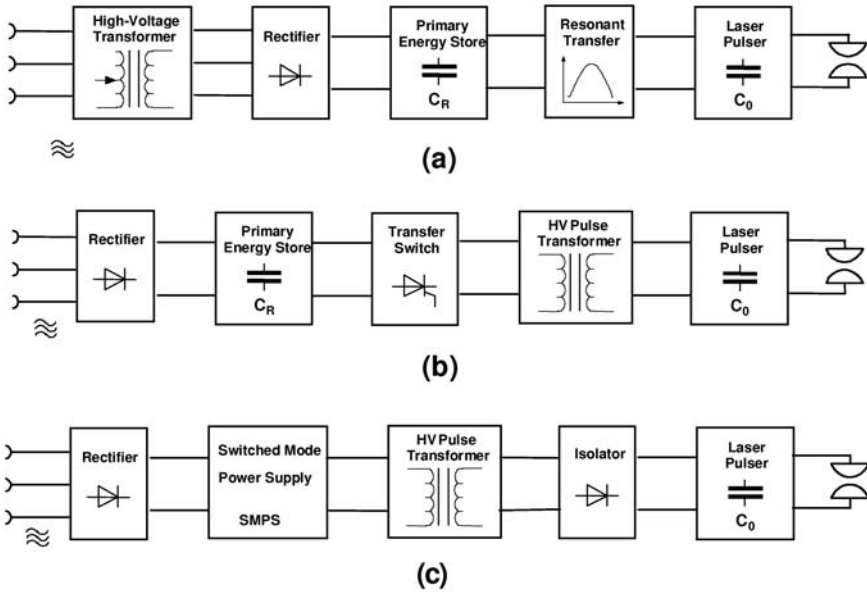 High-Voltage
Transformer
Rectifier
Primary
Energy Store
C_R
Resonant
Transfer
Laser
Pulser
C_0
(a)
Rectifier
Primary
Energy Store
C_R
Transfer
Switch
HV Pulse
Transformer
Laser
Pulser
C_0
(b)
Rectifier
Switched Mode
Power Supply
SMPS
HV Pulse
Transformer
Isolator
Laser
Pulser
C_0
(c)